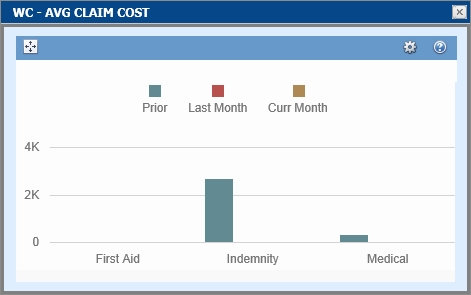 WC - AVG CLAIM COST
Prior Last Month Curr Month
4K
2K
0
First Aid Indemnity Medical